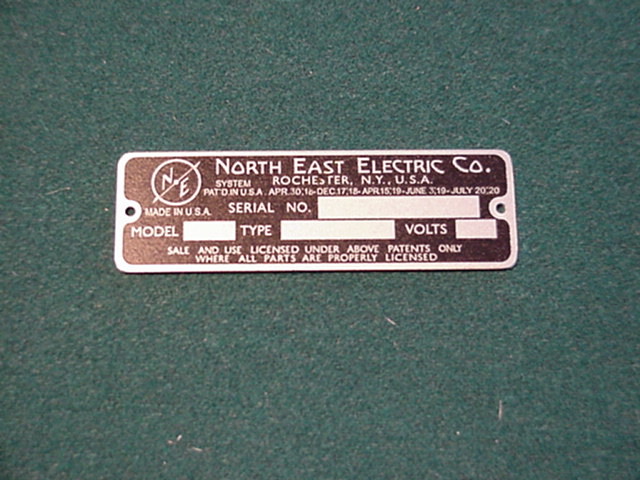 N E
NORTH EAST ELECTRIC CO.
SYSTEM ROCHESTER, N.Y., U.S.A.
PAT'D.IN U.S.A. APR.30,'18-DEC.17,'18-APR.15,'19-JUNE 3,'19-JULY 20,'20
MADE IN U.S.A. SERIAL NO.
MODEL TYPE VOLTS
SALE AND USE LICENSED UNDER ABOVE PATENTS ONLY
WHERE ALL PARTS ARE PROPERLY LICENSED